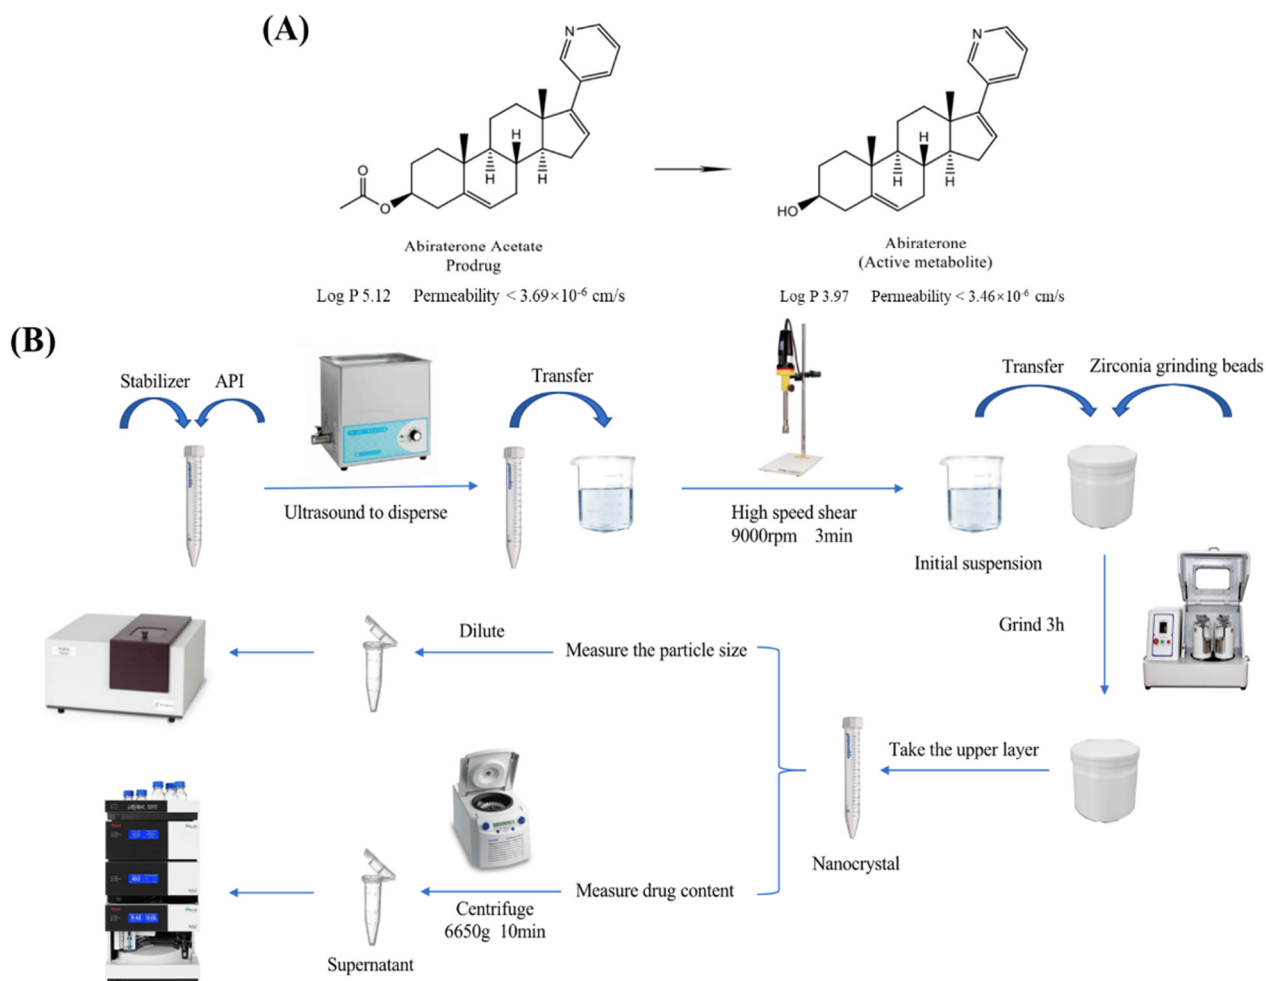 (A)
N
N
H
H
H
H
H
H
O
O
HO
Abiraterone Acetate
Prodrug
Abiraterone
(Active metabolite)
Log P 5.12 Permeability < 3.69×10-6 cm/s
Log P 3.97 Permeability < 3.46×10-6 cm/s
(B)
Stabilizer
API
Ultrasound to disperse
Transfer
High speed shear
9000rpm 3min
Transfer
Zirconia grinding beads
Initial suspension
Grind 3h
Take the upper layer
Nanocrystal
Measure the particle size
Dilute
Measure drug content
Centrifuge
6650g 10min
Supernatant